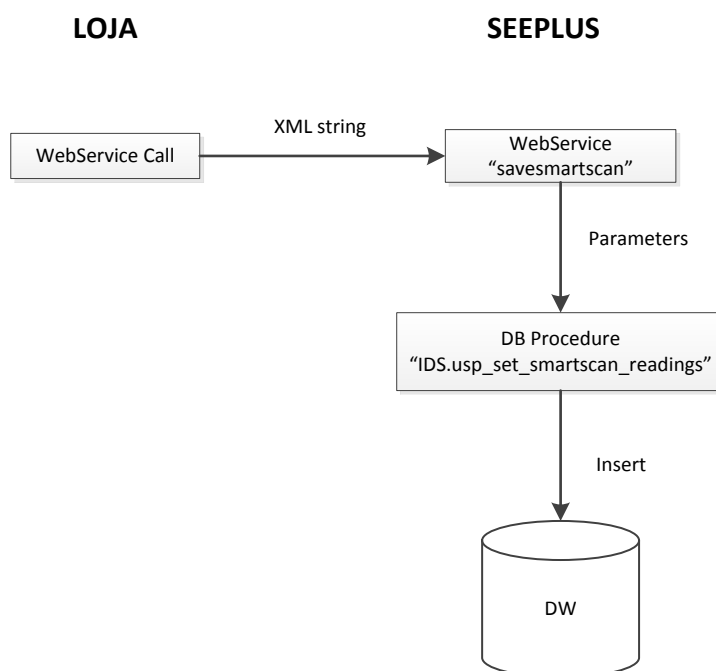 LOJA
SEEPLUS
XML string
WebService Call
WebService
“savesmartscan”
Parameters
DB Procedure
“IDS.usp_set_smartscan_readings”
Insert
DW